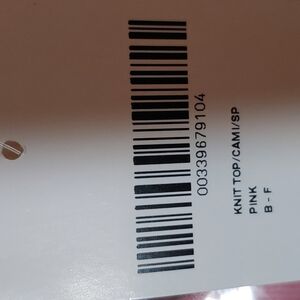 00339679104
KNIT TOP/CAMI/SP
PINK
B - F